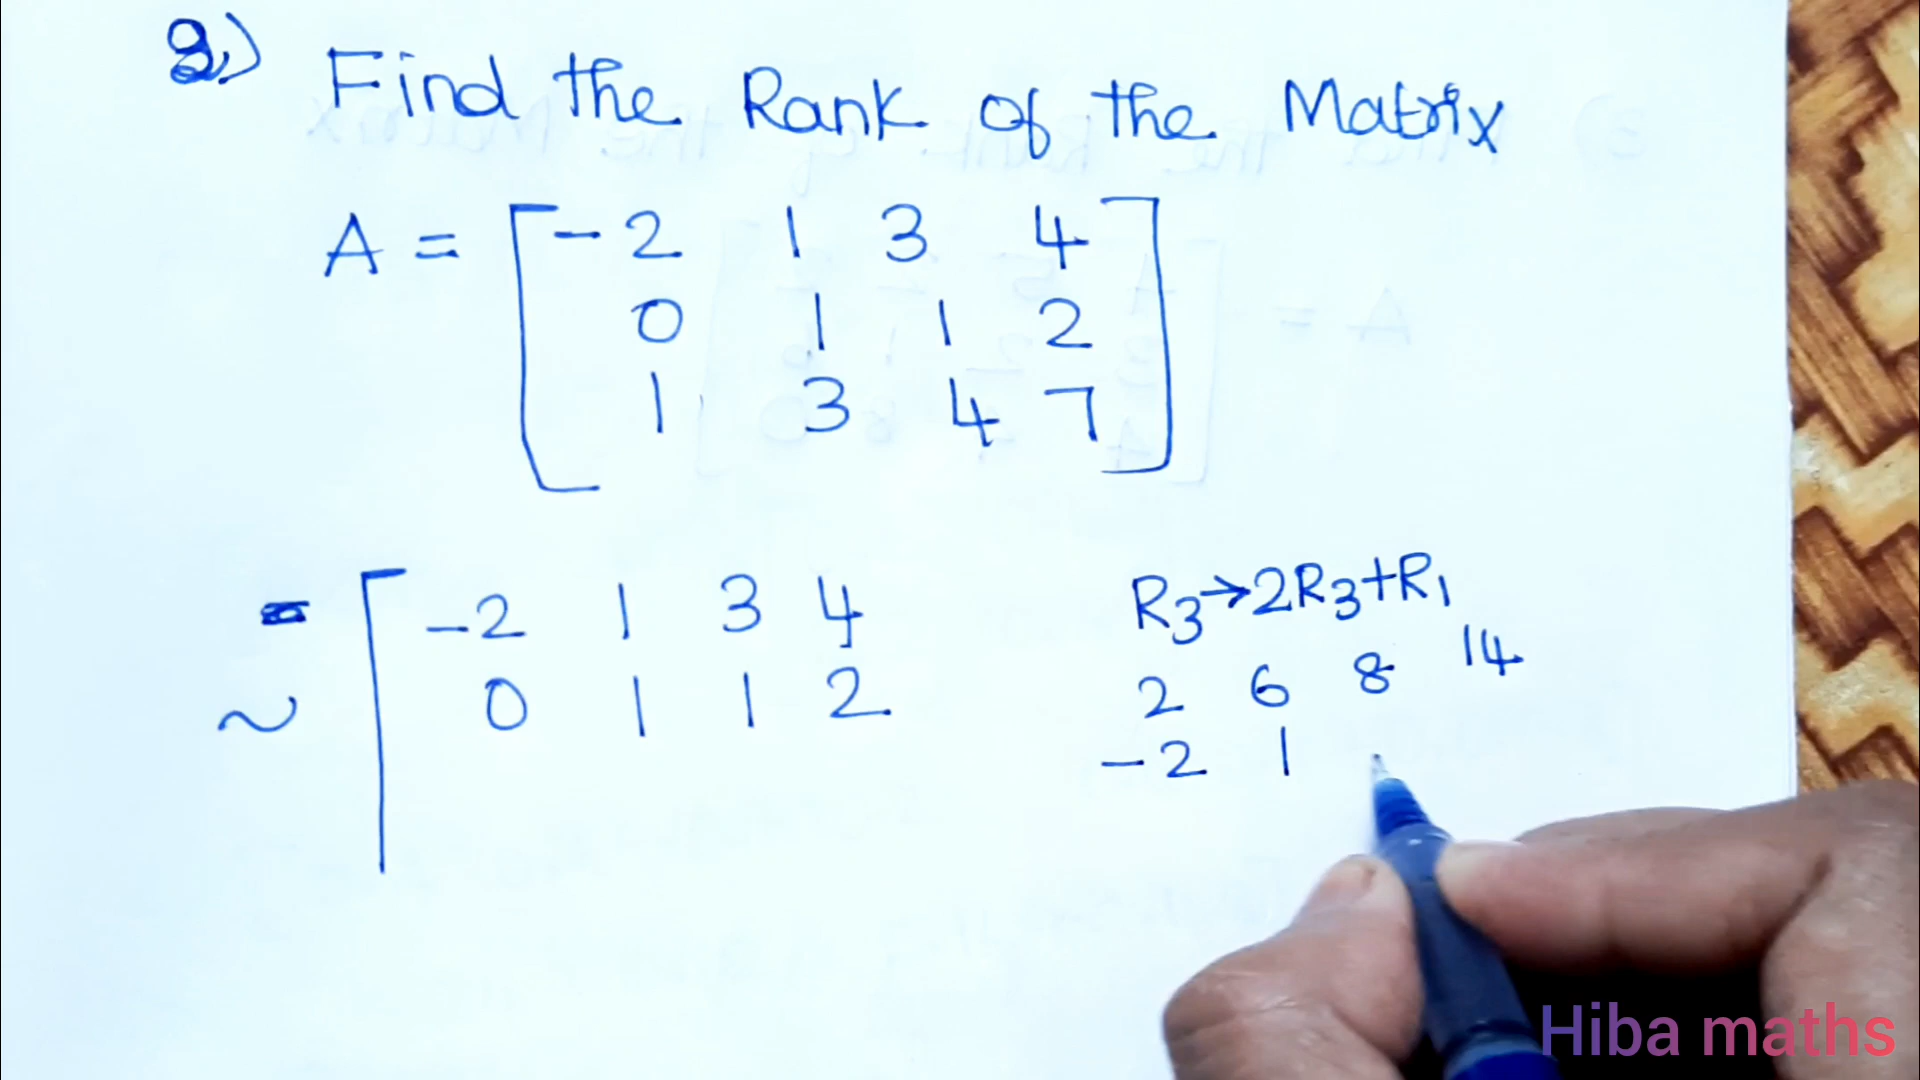 2.) Find the Rank of the Matrix
A = [ -2 1 3 4
0 1 1 2
1 3 4 7 ]
= [ -2 1 3 4
~ 0 1 1 2
R3→2R3+R1
2 6 8 14
-2 1
Hiba maths